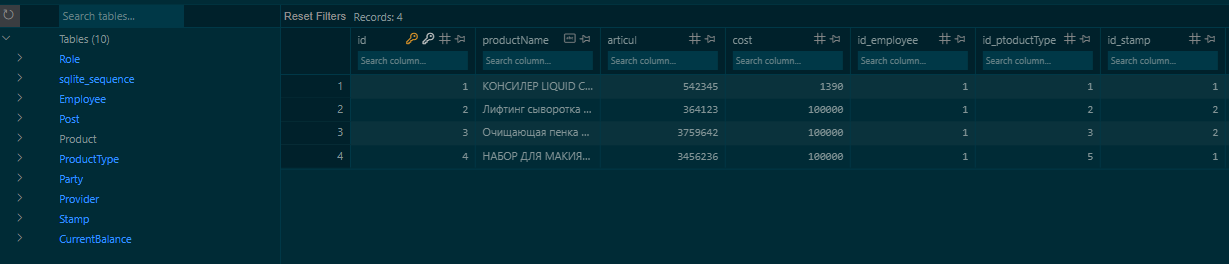 Search tables...
Reset Filters Records: 4
Tables (10)
Role
sqlite_sequence
Employee
Post
Product
ProductType
Party
Provider
Stamp
CurrentBalance
id productName articul cost id_employee id_ptoductType id_stamp
Search column... Search column... Search column... Search column... Search column... Search column... Search column...
1 1 КОНСИЛЕР LIQUID C... 542345 1390 1 1 1
2 2 Лифтинг сыворотка ... 364123 100000 1 2 2
3 3 Очищающая пенка ... 3759642 100000 1 3 2
4 4 НАБОР ДЛЯ МАКИЯ... 3456236 100000 1 5 1